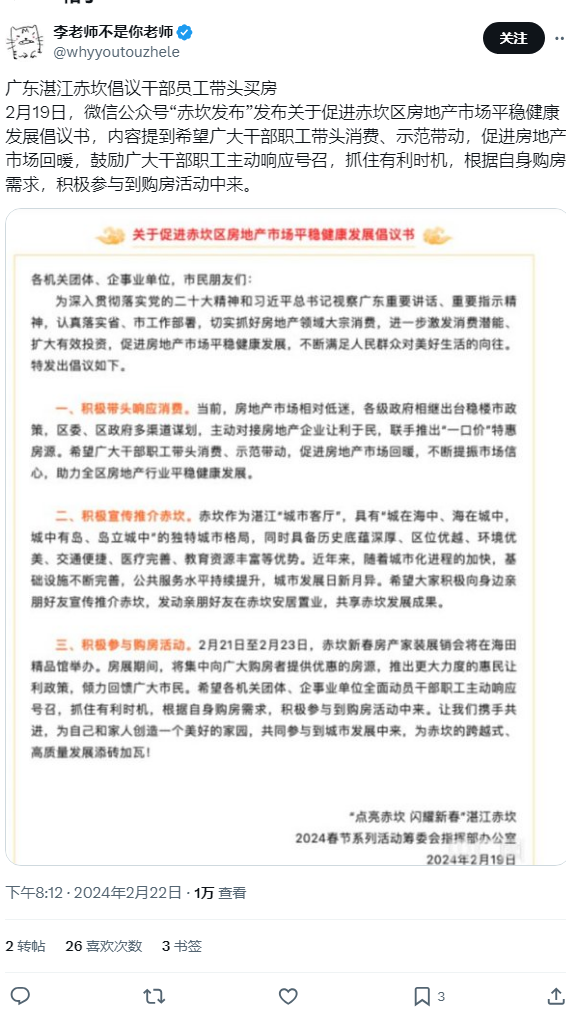 李老师不是你老师
@whyyoutouzhele
关注
广东湛江赤坎倡议干部员工带头买房
2月19日，微信公众号“赤坎发布”发布关于促进赤坎区房地产市场平稳健康
发展倡议书，内容提到希望广大干部职工带头消费、示范带动，促进房地产
市场回暖，鼓励广大干部职工主动响应号召，抓住有利时机，根据自身购房
需求，积极参与到购房活动中来。
关于促进赤坎区房地产市场平稳健康发展倡议书
各机关团体、企事业单位，市民朋友们：
为深入贯彻落实党的二十大精神和习近平总书记视察广东重要讲话、重要指示精
神，认真落实省、市工作部署，切实抓好房地产领域大宗消费，进一步激发消费潜能、
扩大有效投资，促进房地产市场平稳健康发展，不断满足人民群众对美好生活的向往。
特发出倡议如下。
一、积极带头响应消费。当前，房地产市场相对低迷，各级政府相继出台稳楼市政
策，区委、区政府多渠道谋划，主动对接房地产企业让利于民，联手推出“一口价”特惠
房源。希望广大干部职工带头消费、示范带动，促进房地产市场回暖，不断提振市场信
心，助力全区房地产行业平稳健康发展。
二、积极宣传推介赤坎。赤坎作为湛江“城市客厅”，具有“城在海中、海在城中，
城中有岛、岛立城中”的独特城市格局，同时具备历史底蕴深厚、区位优越、环境优
美、交通便捷、医疗完善、教育资源丰富等优势。近年来，随着城市化进程的加快，基
础设施不断完善，公共服务水平持续提升，城市发展日新月异。希望大家积极向身边亲
朋好友宣传推介赤坎，发动亲朋好友在赤坎安居置业，共享赤坎发展成果。
三、积极参与购房活动。2月21日至2月23日，赤坎新春房产家装展销会将在海田
精品馆举办。房展期间，将集中向广大购房者提供优惠的房源，推出更大力度的惠民让
利政策，倾力回馈广大市民。希望各机关团体、企事业单位全面动员干部职工主动响应
号召，抓住有利时机，根据自身购房需求，积极参与到购房活动中来。让我们携手共
进，为自己和家人创造一个美好的家园，共同参与到城市发展中来，为赤坎的跨越式、
高质量发展添砖加瓦！
“点亮赤坎 闪耀新春”湛江赤坎
2024春节系列活动筹委会指挥部办公室
2024年2月19日
下午8:12 · 2024年2月22日 · 1万 查看
2 转帖 26 喜欢次数 3 书签
3